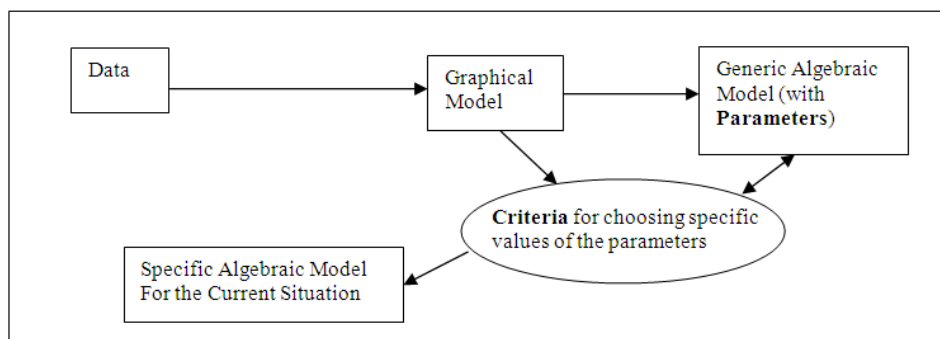 Data
Graphical
Model
Generic Algebraic
Model (with
Parameters)
Criteria for choosing specific
values of the parameters
Specific Algebraic Model
For the Current Situation